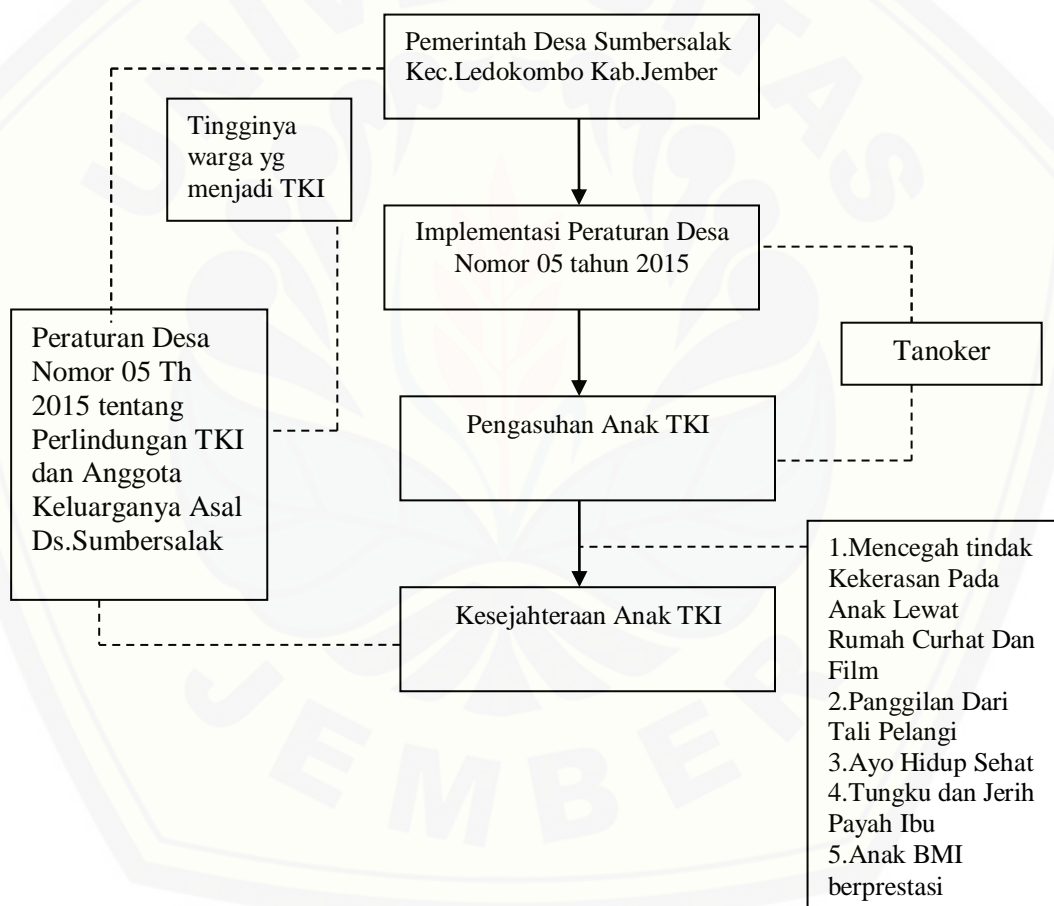 Pemerintah Desa Sumbersalak
Kec.Ledokombo Kab.Jember
Tingginya
warga yg
menjadi TKI
Implementasi Peraturan Desa
Nomor 05 tahun 2015
Peraturan Desa
Nomor 05 Th
2015 tentang
Perlindungan TKI
dan Anggota
Keluarganya Asal
Ds.Sumbersalak
Tanoker
Pengasuhan Anak TKI
Kesejahteraan Anak TKI
1.Mencegah tindak
Kekerasan Pada
Anak Lewat
Rumah Curhat Dan
Film
2.Panggilan Dari
Tali Pelangi
3.Ayo Hidup Sehat
4.Tungku dan Jerih
Payah Ibu
5.Anak BMI
berprestasi
UNIVERSITAS
JEMBER